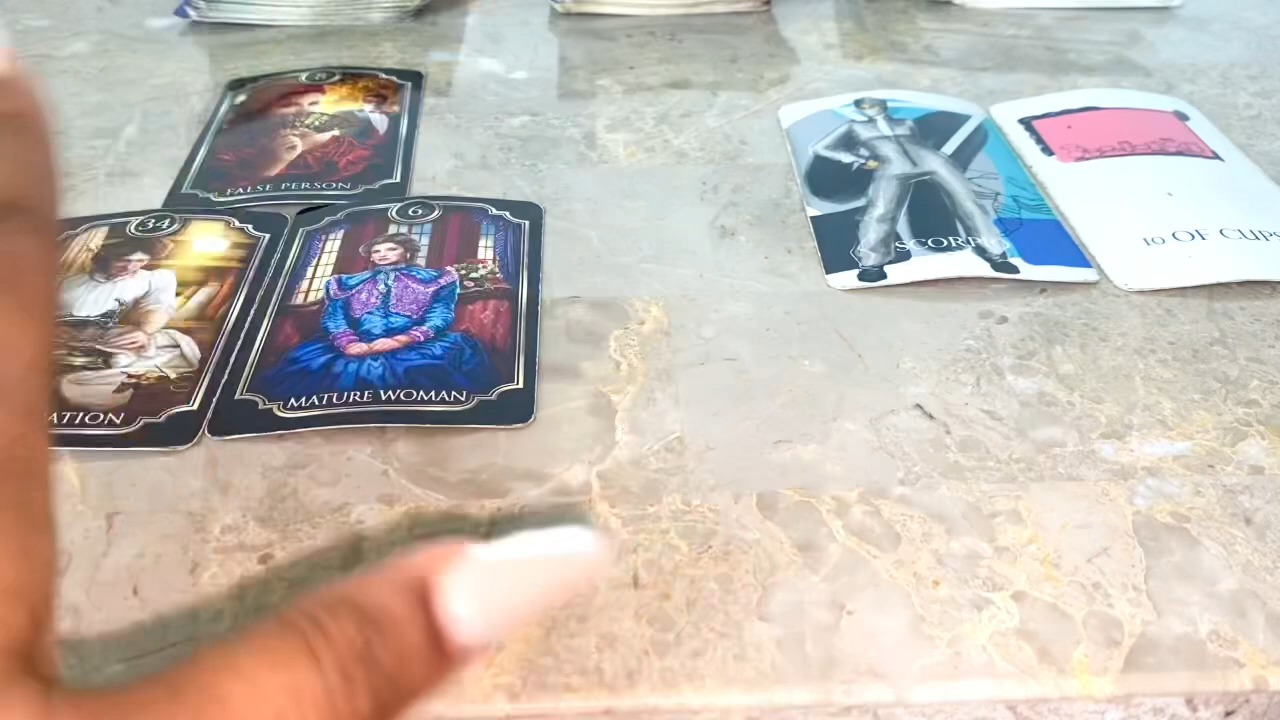 8
FALSE PERSON
34
ATION
6
MATURE WOMAN
SCORPIO
10 OF CUPS